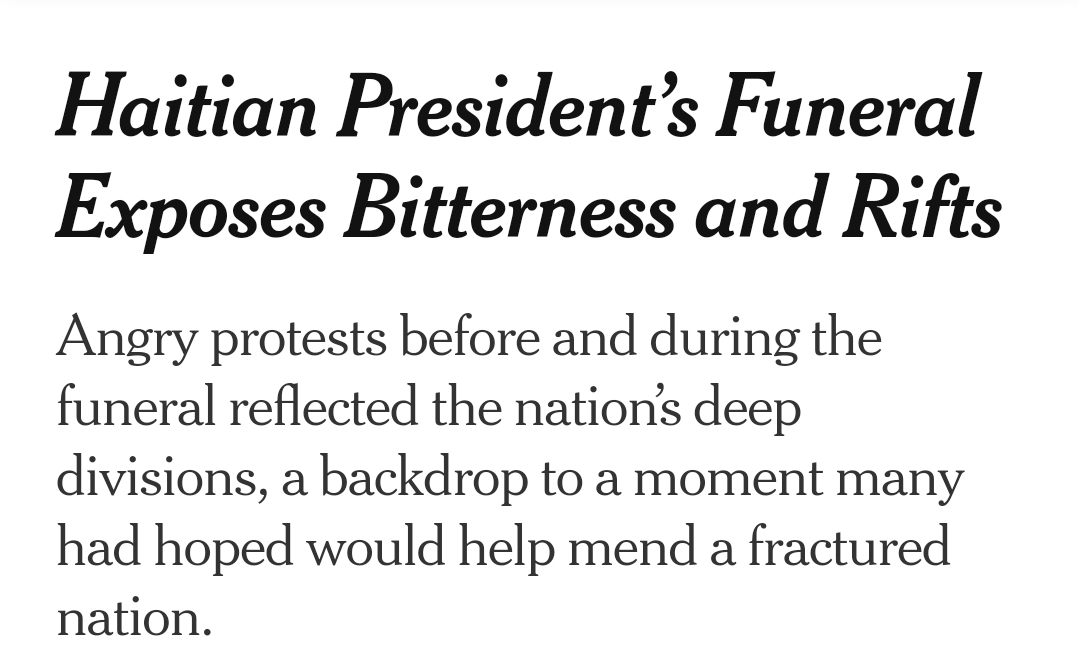 Haitian President’s Funeral
Exposes Bitterness and Rifts
Angry protests before and during the
funeral reflected the nation’s deep
divisions, a backdrop to a moment many
had hoped would help mend a fractured
nation.